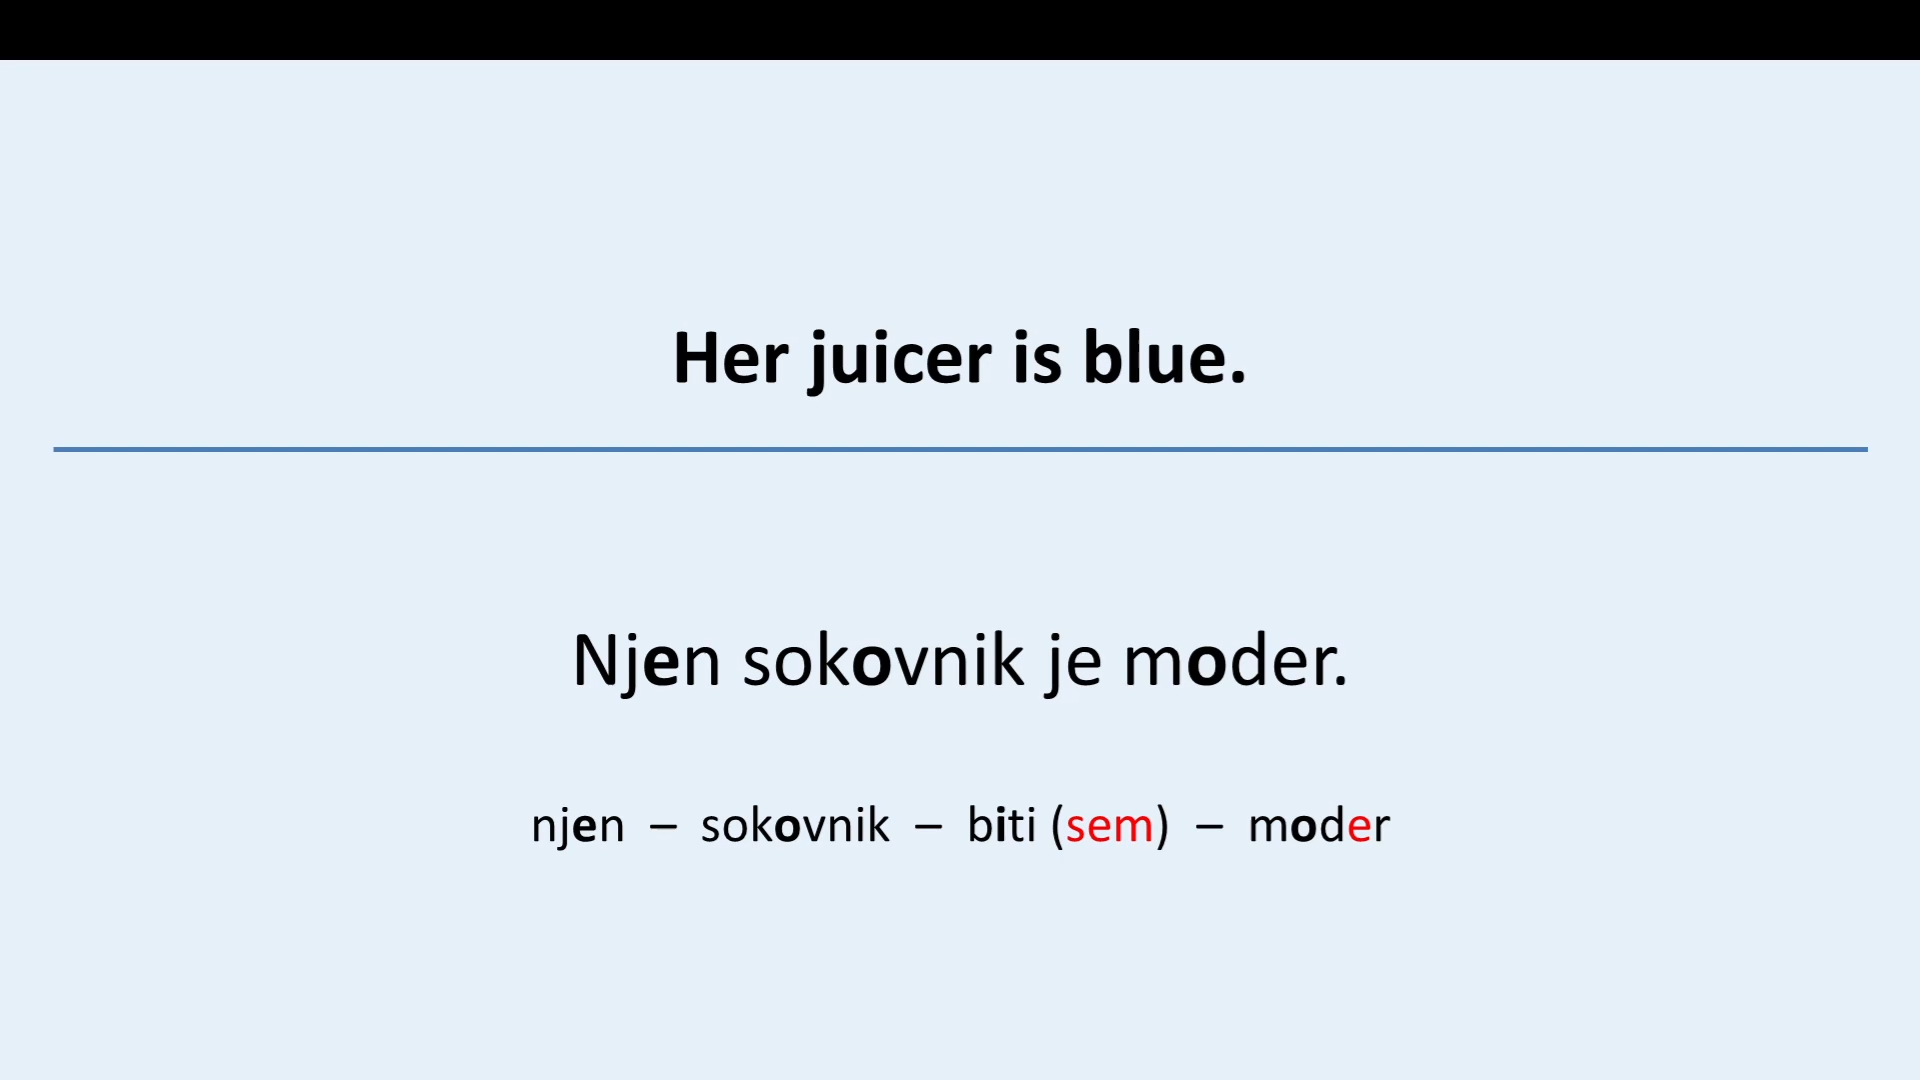 Her juicer is blue.
Njen sokovnik je moder.
njen – sokovnik – biti (sem) – moder